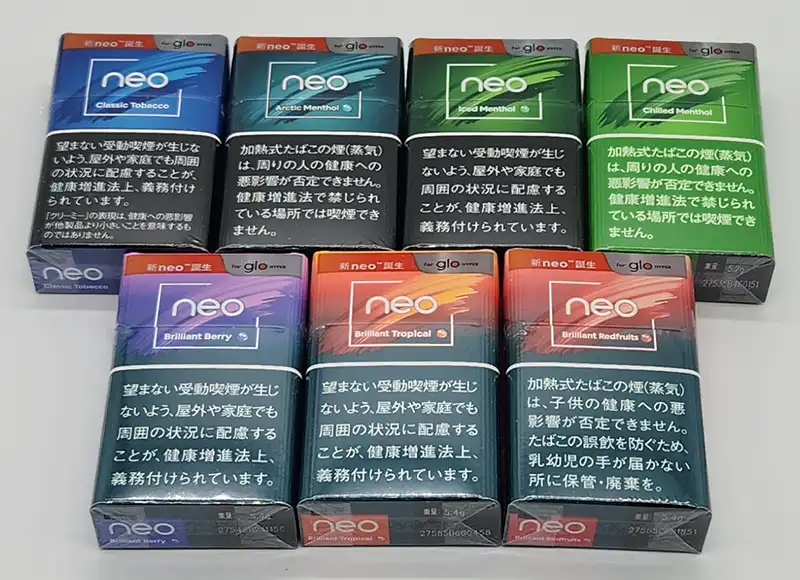 新neo™誕生 for glo HYPER
neo
Classic Tobacco
望まない受動喫煙が生じな
いよう、屋外や家庭でも周囲
の状況に配慮することが、
健康増進法上、義務付け
られています。
「クリーミー」の表現は、健康への悪影響
が他製品より小さいことを意味するも
のではありません。
neo
Classic Tobacco
新neo™誕生 for glo HYPER
neo
Arctic Menthol
加熱式たばこの煙(蒸気)
は、周りの人の健康への
悪影響が否定できません。
健康増進法で禁じられ
ている場所では喫煙でき
ません。
新neo™誕生 for glo HYPER
neo
Iced Menthol
望まない受動喫煙が生じ
ないよう、屋外や家庭でも
周囲の状況に配慮する
ことが、健康増進法上、
義務付けられています。
新neo™誕生 for glo HYPER
neo
Chilled Menthol
加熱式たばこの煙(蒸気)
は、周りの人の健康への
悪影響が否定できません。
健康増進法で禁じられ
ている場所では喫煙でき
ません。
重量: 5.2g
新neo™誕生 for glo HYPER
neo
Brilliant Berry
望まない受動喫煙が生じ
ないよう、屋外や家庭でも
周囲の状況に配慮する
ことが、健康増進法上、
義務付けられています。
neo
Brilliant Berry
重量:
新neo™誕生 for glo HYPER
neo
Brilliant Tropical
望まない受動喫煙が生じ
ないよう、屋外や家庭でも
周囲の状況に配慮する
ことが、健康増進法上、
義務付けられています。
neo
Brilliant Tropical
重量: 5.4g
新neo™誕生 for glo HYPER
neo
Brilliant Redfruits
加熱式たばこの煙(蒸気)
は、子供の健康への悪
影響が否定できません。
たばこの誤飲を防ぐため、
乳幼児の手が届かない
所に保管・廃棄を。
neo
Brilliant Redfruits
重量: 5.4g